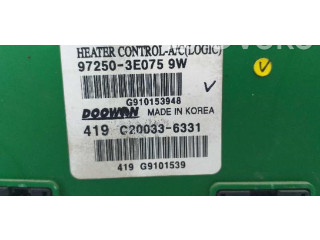 HEATER CONTROL-A/C(LOGIC)
97250-3E075 9W
G910153948
DOOWON MADE IN KOREA
419 C20033-6331
419 G9101539